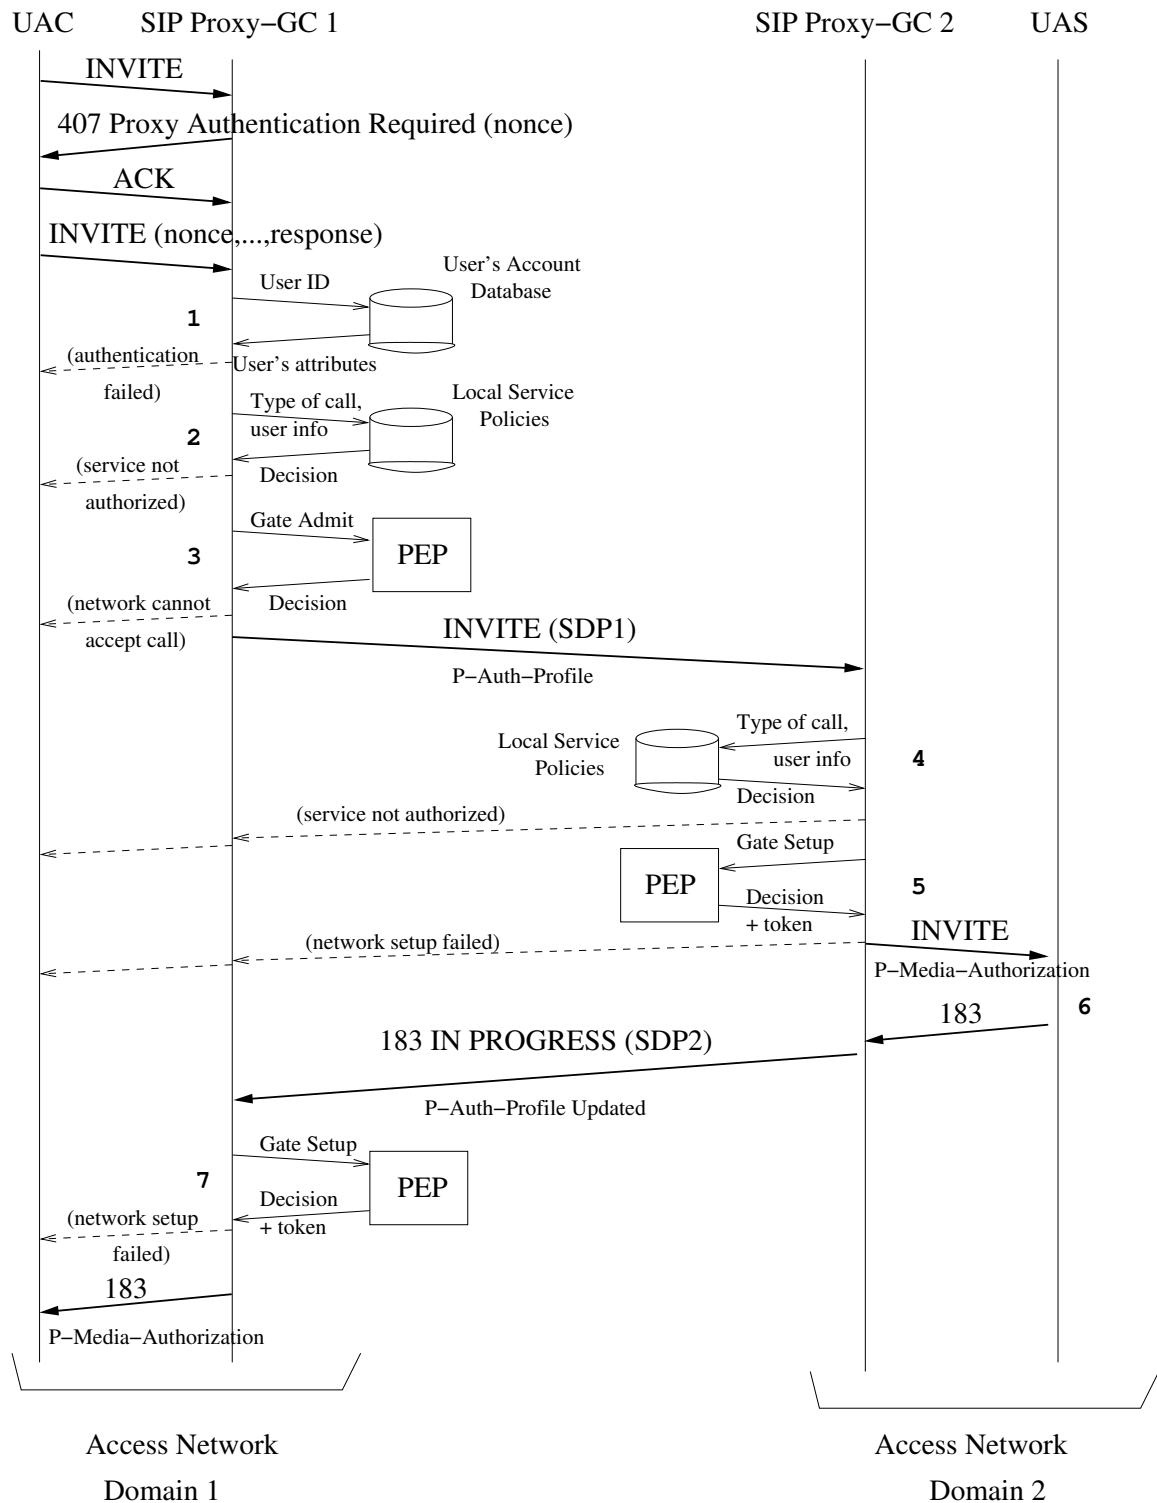 UAC
SIP Proxy−GC 1
SIP Proxy−GC 2
UAS
INVITE
407 Proxy Authentication Required (nonce)
ACK
INVITE (nonce,...,response)
User's Account
Database
User ID
1
(authentication
failed)
User's attributes
Local Service
Policies
Type of call,
user info
2
(service not
authorized)
Decision
Gate Admit
PEP
3
(network cannot
accept call)
Decision
INVITE (SDP1)
P−Auth−Profile
Type of call,
user info
Local Service
Policies
4
Decision
(service not authorized)
Gate Setup
PEP
5
Decision
+ token
(network setup failed)
INVITE
P−Media−Authorization
6
183
183 IN PROGRESS (SDP2)
P−Auth−Profile Updated
Gate Setup
PEP
7
Decision
+ token
(network setup
failed)
183
P−Media−Authorization
Access Network
Domain 1
Access Network
Domain 2